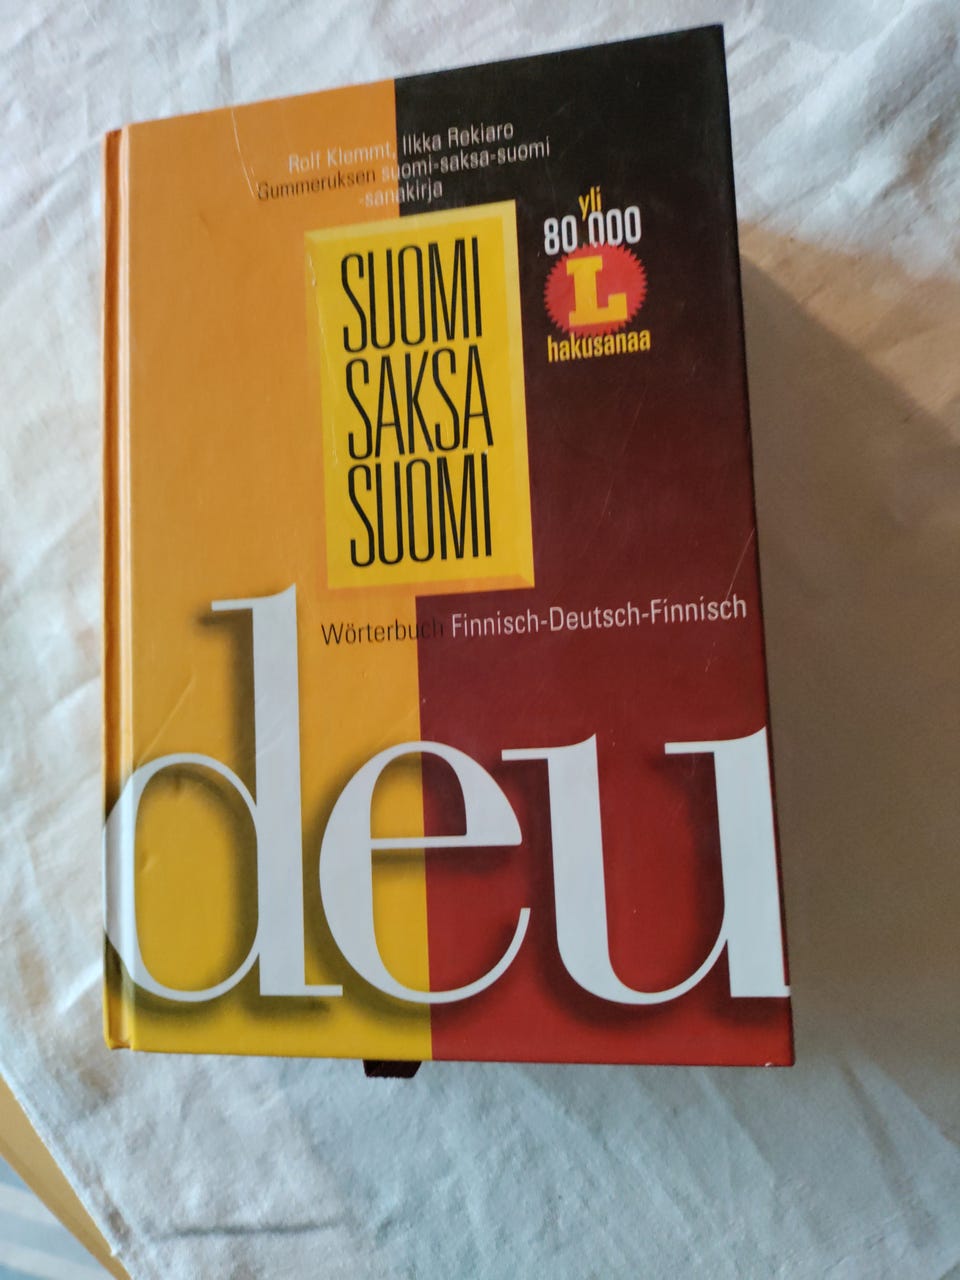 Rolf Klemmt, Ilkka Rekiaro
Gummeruksen suomi-saksa-suomi
-sanakirja
yli
80 000
L
hakusanaa
SUOMI
SAKSA
SUOMI
Wörterbuch Finnisch-Deutsch-Finnisch
deu